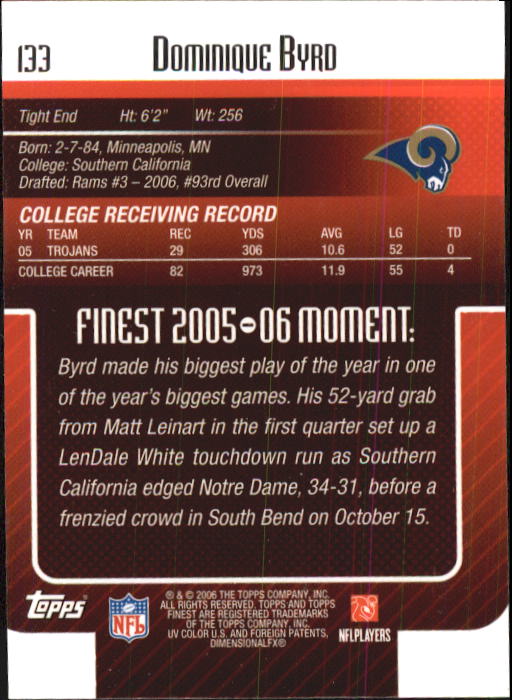 133 Dominique Byrd
Tight End Ht: 6'2" Wt: 256
Born: 2-7-84, Minneapolis, MN
College: Southern California
Drafted: Rams #3 – 2006, #93rd Overall
COLLEGE RECEIVING RECORD
YR TEAM REC YDS AVG LG TD
05 TROJANS 29 306 10.6 52 0
COLLEGE CAREER 82 973 11.9 55 4
FINEST 2005-06 MOMENT:
Byrd made his biggest play of the year in one
of the year's biggest games. His 52-yard grab
from Matt Leinart in the first quarter set up a
LenDale White touchdown run as Southern
California edged Notre Dame, 34-31, before a
frenzied crowd in South Bend on October 15.
topps
NFL
® & © 2006 THE TOPPS COMPANY, INC.
ALL RIGHTS RESERVED. TOPPS AND TOPPS
FINEST ARE REGISTERED TRADEMARKS
OF THE TOPPS COMPANY, INC.
UV COLOR U.S. AND FOREIGN PATENTS,
DIMENSIONALFX®
NFLPLAYERS